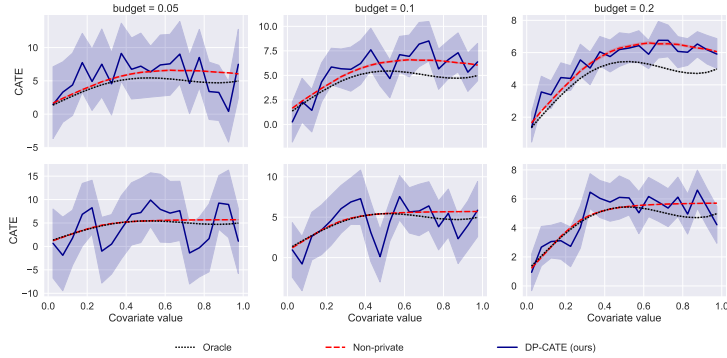 budget = 0.05
budget = 0.1
budget = 0.2
CATE
10
5
0
−5
10.0
7.5
5.0
2.5
0.0
8
6
4
2
CATE
15
10
5
0
−5
−10
10
5
0
8
6
4
2
0
0.0 0.2 0.4 0.6 0.8 1.0
0.0 0.2 0.4 0.6 0.8 1.0
0.0 0.2 0.4 0.6 0.8 1.0
Covariate value
Covariate value
Covariate value
Oracle
Non-private
DP-CATE (ours)